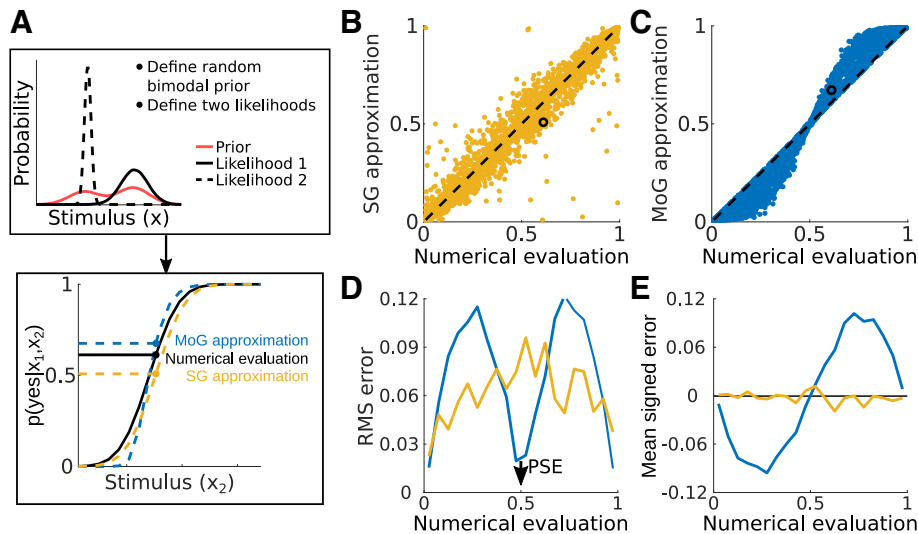 A
Probability
• Define random
bimodal prior
• Define two likelihoods
Prior
Likelihood 1
Likelihood 2
Stimulus (x)
p(yes|x1,x2)
1
0.5
0
MoG approximation
Numerical evaluation
SG approximation
Stimulus (x2)
B
SG approximation
1
0.5
0
0
0.5
1
Numerical evaluation
C
MoG approximation
1
0.5
0
0
0.5
1
Numerical evaluation
D
RMS error
0.12
0.09
0.06
0.03
0
PSE
0
0.5
1
Numerical evaluation
E
Mean signed error
0.12
0.06
0
-0.06
-0.12
0
0.5
1
Numerical evaluation